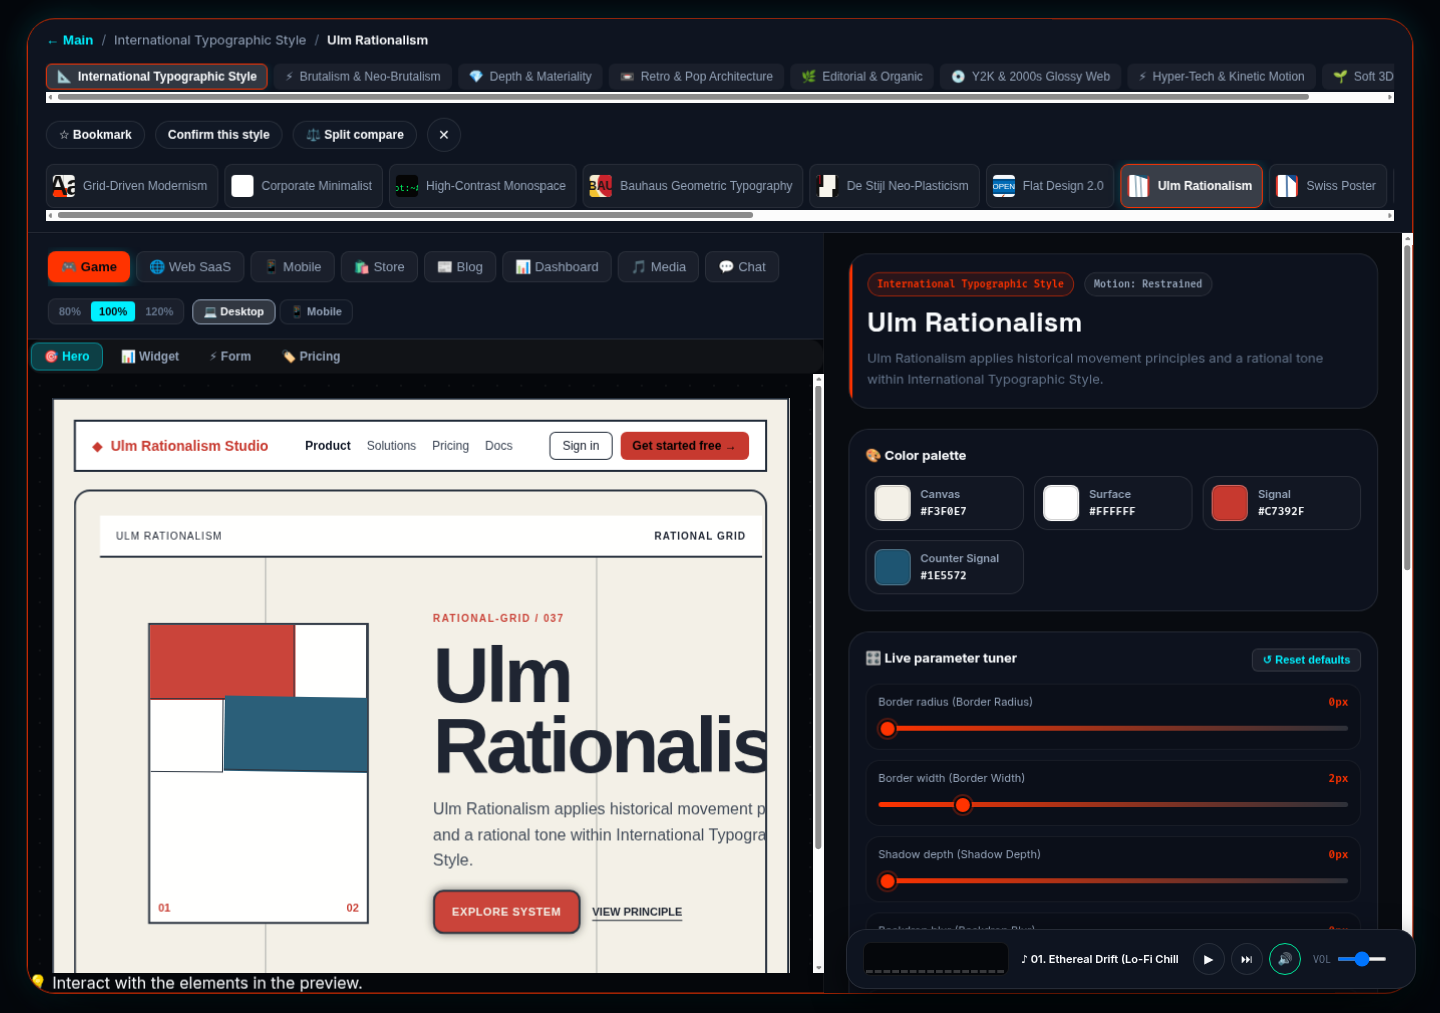 ← Main / International Typographic Style / Ulm Rationalism
International Typographic Style
Brutalism & Neo-Brutalism
Depth & Materiality
Retro & Pop Architecture
Editorial & Organic
Y2K & 2000s Glossy Web
Hyper-Tech & Kinetic Motion
Soft 3D
☆ Bookmark
Confirm this style
Split compare
✕
Grid-Driven Modernism
Corporate Minimalist
High-Contrast Monospace
Bauhaus Geometric Typography
De Stijl Neo-Plasticism
OPEN
Flat Design 2.0
Ulm Rationalism
Swiss Poster
Game
Web SaaS
Mobile
Store
Blog
Dashboard
Media
Chat
80%
100%
120%
Desktop
Mobile
Hero
Widget
Form
Pricing
◆ Ulm Rationalism Studio
Product
Solutions
Pricing
Docs
Sign in
Get started free →
ULM RATIONALISM
RATIONAL GRID
RATIONAL-GRID / 037
Ulm
Rationalis
Ulm Rationalism applies historical movement p
and a rational tone within International Typogra
Style.
EXPLORE SYSTEM
VIEW PRINCIPLE
01
02
Interact with the elements in the preview.
International Typographic Style
Motion: Restrained
Ulm Rationalism
Ulm Rationalism applies historical movement principles and a rational tone
within International Typographic Style.
Color palette
Canvas
#F3F0E7
Surface
#FFFFFF
Signal
#C7392F
Counter Signal
#1E5572
Live parameter tuner
↺ Reset defaults
Border radius (Border Radius)
0px
Border width (Border Width)
2px
Shadow depth (Shadow Depth)
0px
♪ 01. Ethereal Drift (Lo-Fi Chill
VOL